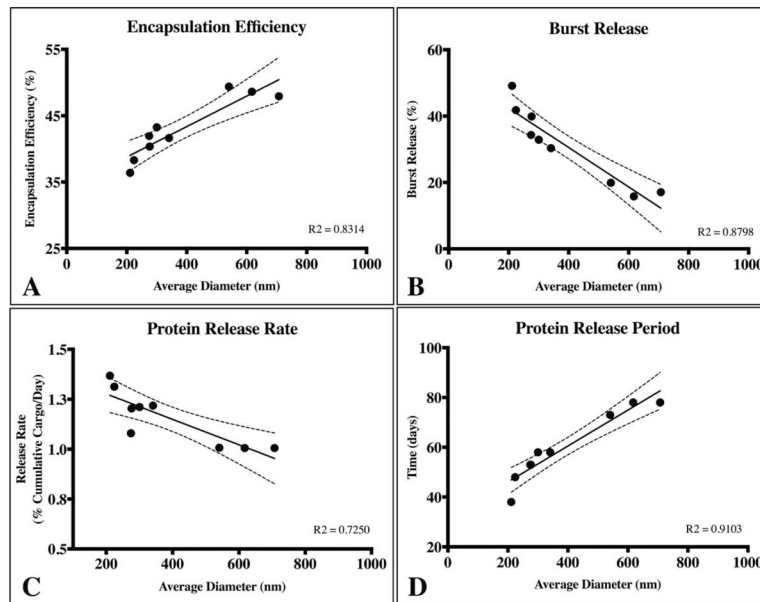 Encapsulation Efficiency
55
45
35
25
Encapsulation Efficiency (%)
0 200 400 600 800 1000
Average Diameter (nm)
R2 = 0.8314
A
Burst Release
60
40
20
0
Burst Release (%)
0 200 400 600 800 1000
Average Diameter (nm)
R2 = 0.8798
B
Protein Release Rate
1.5
1.3
1.0
0.8
0.5
Release Rate
(% Cumulative Cargo/Day)
200 400 600 800 1000
Average Diameter (nm)
R2 = 0.7250
C
Protein Release Period
100
80
60
40
20
Time (days)
0 200 400 600 800 1000
Average Diameter (nm)
R2 = 0.9103
D